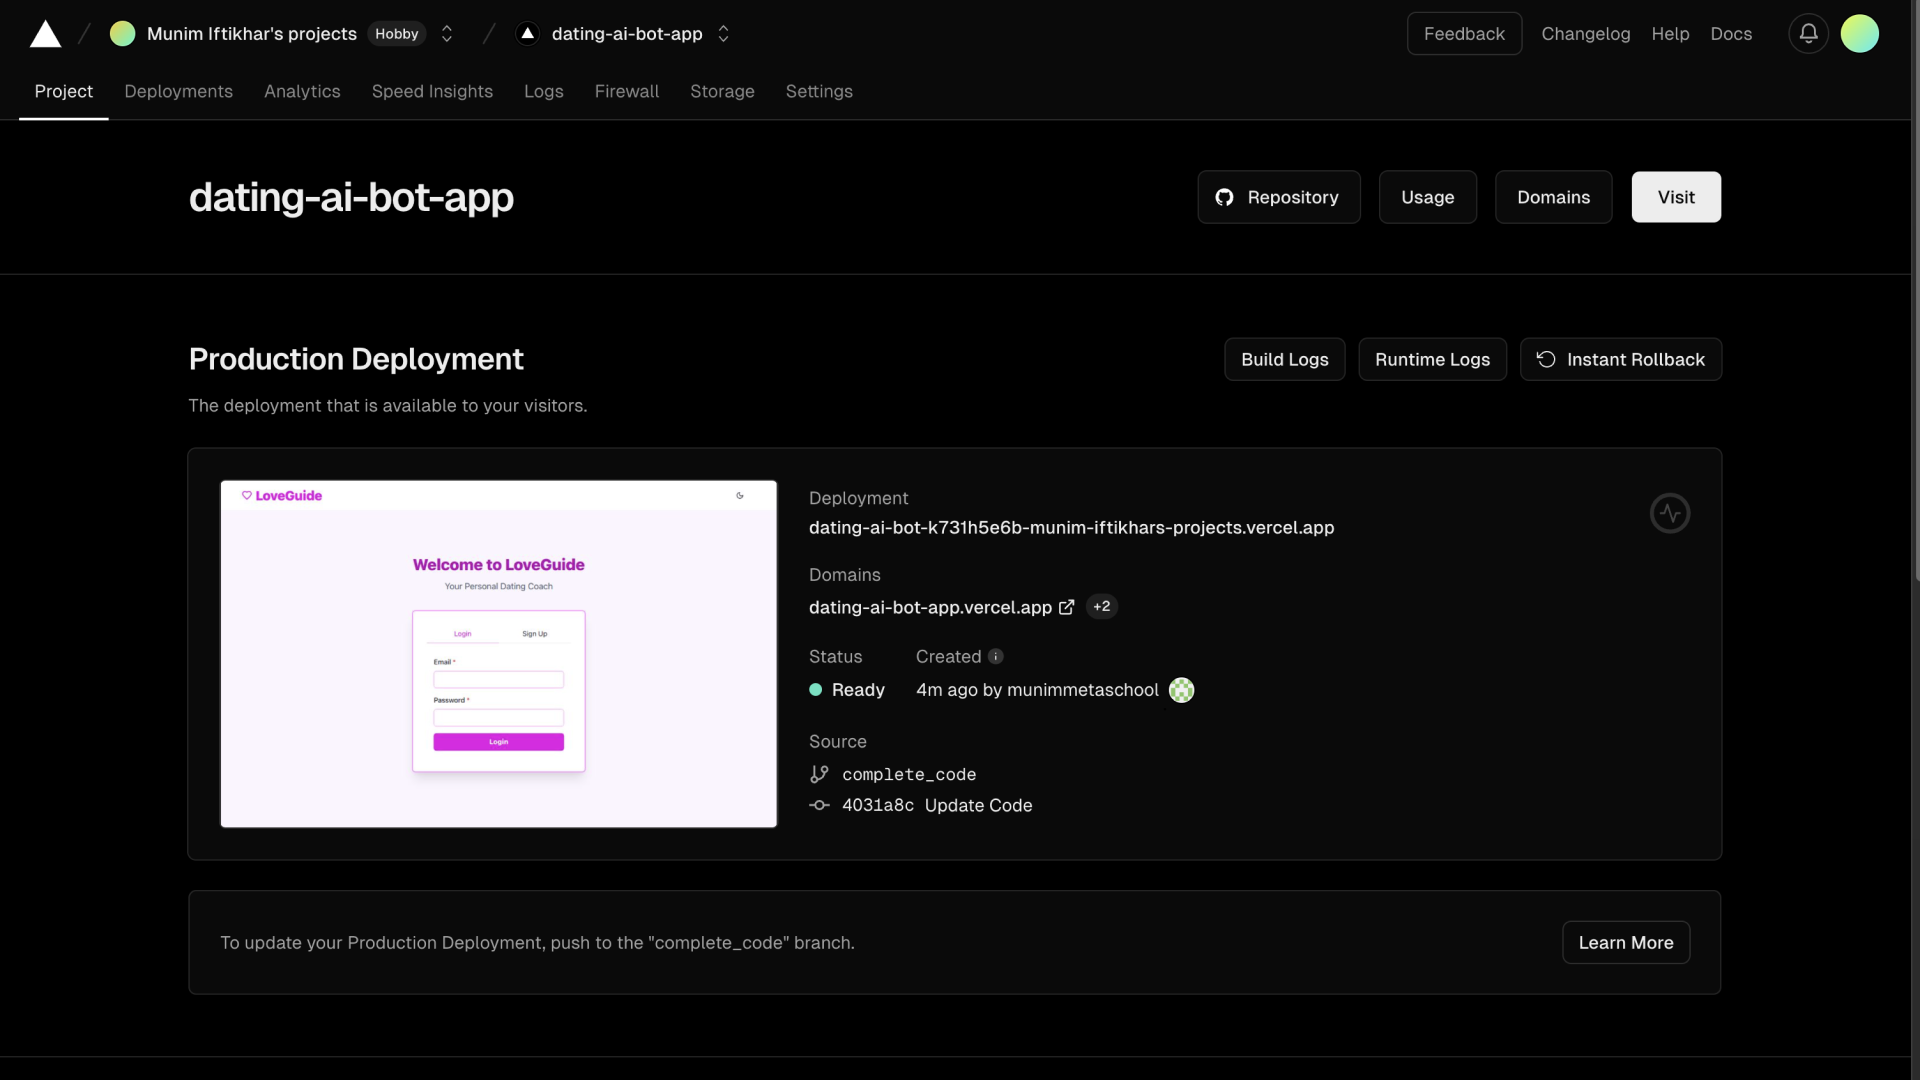 Munim Iftikhar's projects Hobby dating-ai-bot-app Feedback Changelog Help Docs
Project Deployments Analytics Speed Insights Logs Firewall Storage Settings
dating-ai-bot-app Repository Usage Domains Visit
Production Deployment Build Logs Runtime Logs Instant Rollback
The deployment that is available to your visitors.
LoveGuide
Welcome to LoveGuide
Your Personal Dating Coach
Login Sign Up
Email *
Password *
Login
Deployment
dating-ai-bot-k731h5e6b-munim-iftikhars-projects.vercel.app
Domains
dating-ai-bot-app.vercel.app +2
Status Created
Ready 4m ago by munimmetaschool
Source
complete_code
4031a8c Update Code
To update your Production Deployment, push to the "complete_code" branch. Learn More